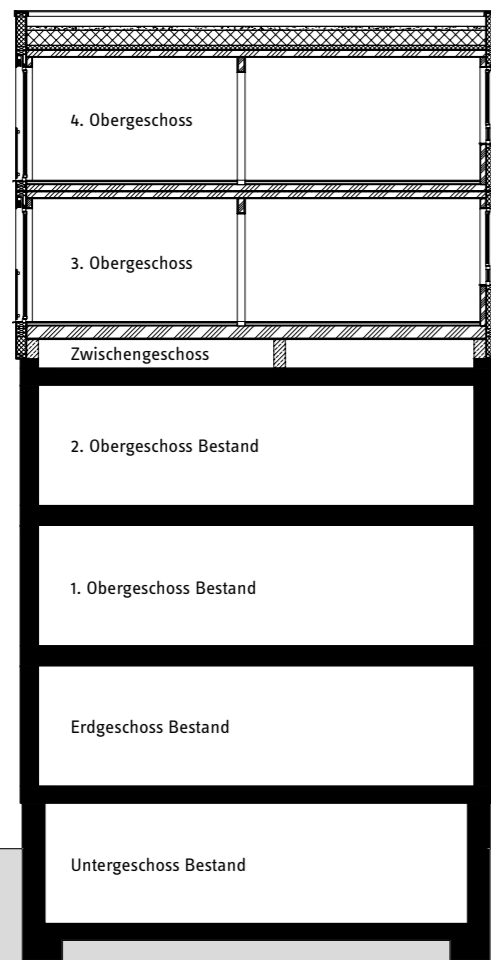 4. Obergeschoss
3. Obergeschoss
Zwischengeschoss
2. Obergeschoss Bestand
1. Obergeschoss Bestand
Erdgeschoss Bestand
Untergeschoss Bestand